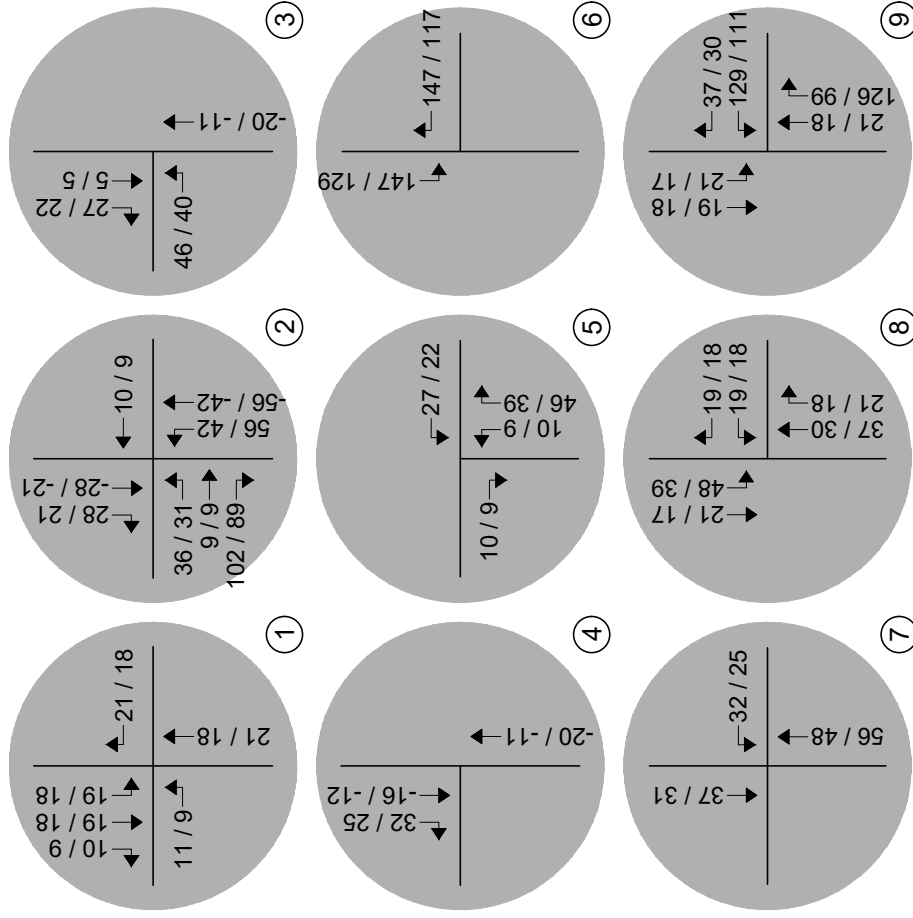 21 / 18
19 / 18
19 / 18
10 / 9
11 / 9
21 / 18
1
10 / 9
-28 / -21
28 / 21
36 / 31
9 / 9
102 / 89
-56 / -42
56 / 42
2
5 / 5
27 / 22
46 / 40
-20 / -11
3
-16 / -12
32 / 25
-20 / -11
4
27 / 22
10 / 9
46 / 39
10 / 9
5
147 / 117
147 / 129
6
32 / 25
37 / 31
56 / 48
7
19 / 18
19 / 18
48 / 39
21 / 17
21 / 18
37 / 30
8
37 / 30
129 / 111
21 / 17
19 / 18
126 / 99
21 / 18
9